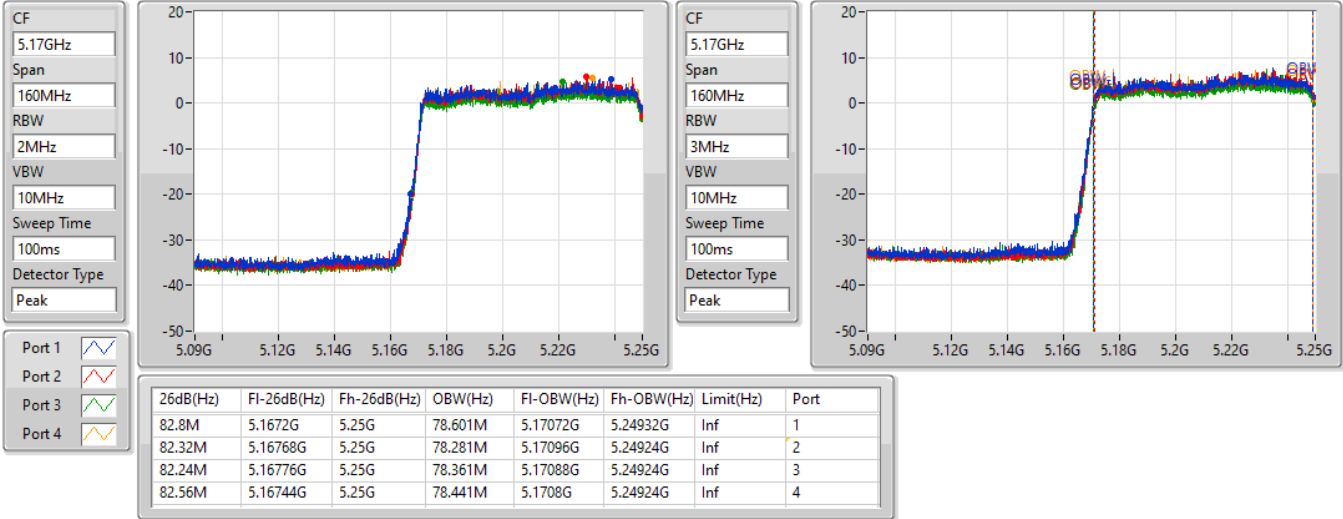 CF
5.17GHz
Span
160MHz
RBW
2MHz
VBW
10MHz
Sweep Time
100ms
Detector Type
Peak
20
10
0
-10
-20
-30
-40
-50
5.09G 5.12G 5.14G 5.16G 5.18G 5.2G 5.22G 5.25G
CF
5.17GHz
Span
160MHz
RBW
3MHz
VBW
10MHz
Sweep Time
100ms
Detector Type
Peak
20
10
0
-10
-20
-30
-40
-50
5.09G 5.12G 5.14G 5.16G 5.18G 5.2G 5.22G 5.25G
Port 1
Port 2
Port 3
Port 4
26dB(Hz) Fl-26dB(Hz) Fh-26dB(Hz) OBW(Hz) Fl-OBW(Hz) Fh-OBW(Hz) Limit(Hz) Port
82.8M 5.1672G 5.25G 78.601M 5.17072G 5.24932G Inf 1
82.32M 5.16768G 5.25G 78.281M 5.17096G 5.24924G Inf 2
82.24M 5.16776G 5.25G 78.361M 5.17088G 5.24924G Inf 3
82.56M 5.16744G 5.25G 78.441M 5.1708G 5.24924G Inf 4